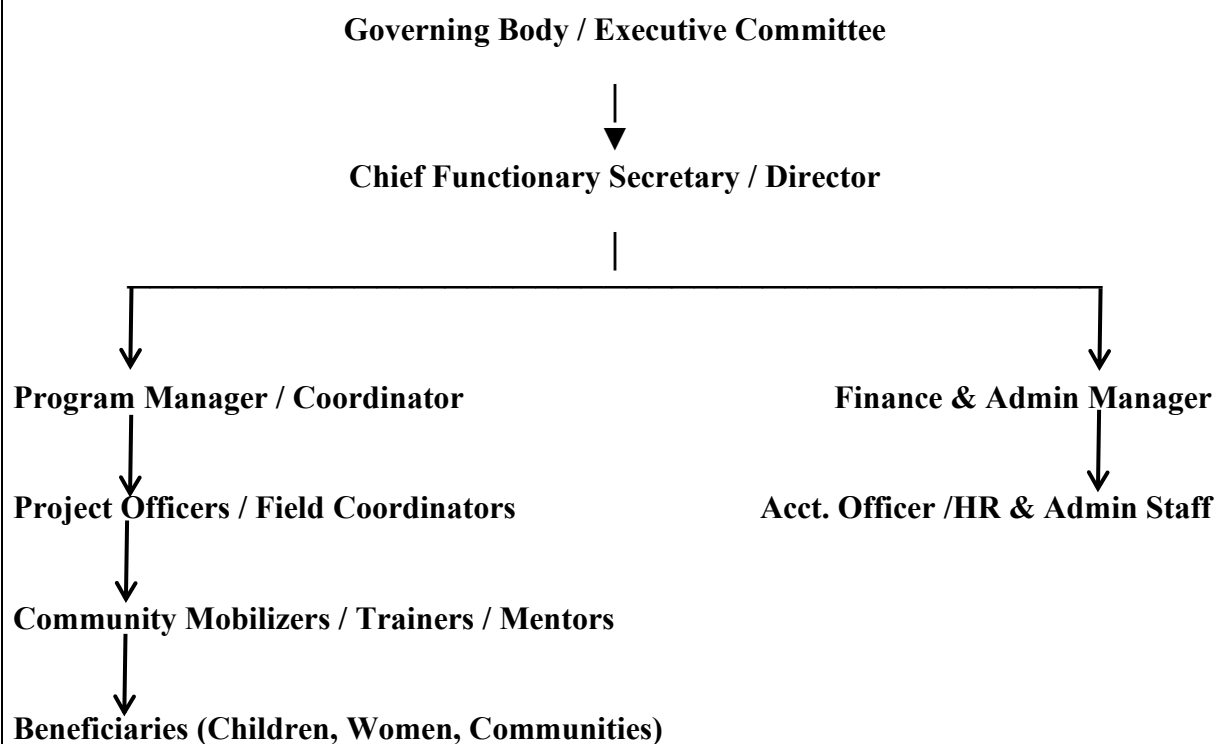 Governing Body / Executive Committee
Chief Functionary Secretary / Director
Program Manager / Coordinator
Finance & Admin Manager
Project Officers / Field Coordinators
Acct. Officer /HR & Admin Staff
Community Mobilizers / Trainers / Mentors
Beneficiaries (Children, Women, Communities)